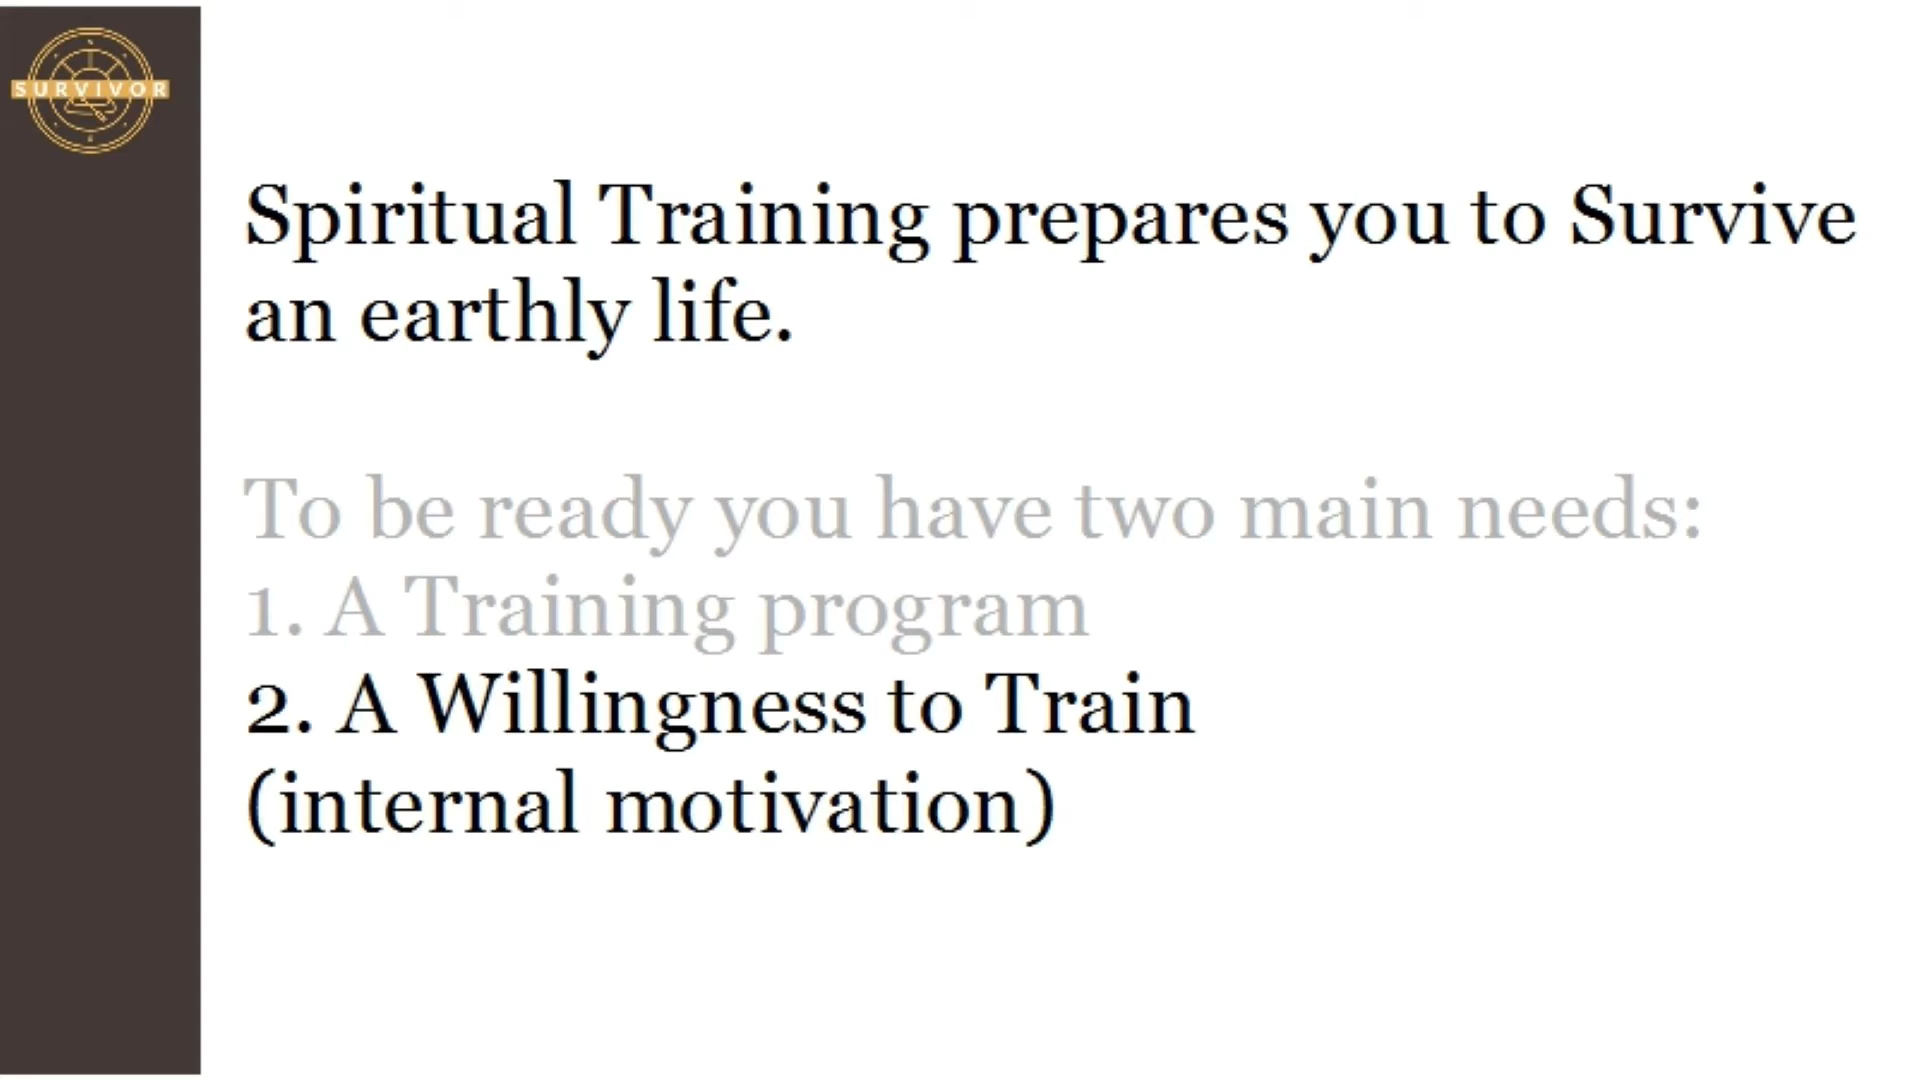 SURVIVOR
Spiritual Training prepares you to Survive
an earthly life.
To be ready you have two main needs:
1. A Training program
2. A Willingness to Train
(internal motivation)